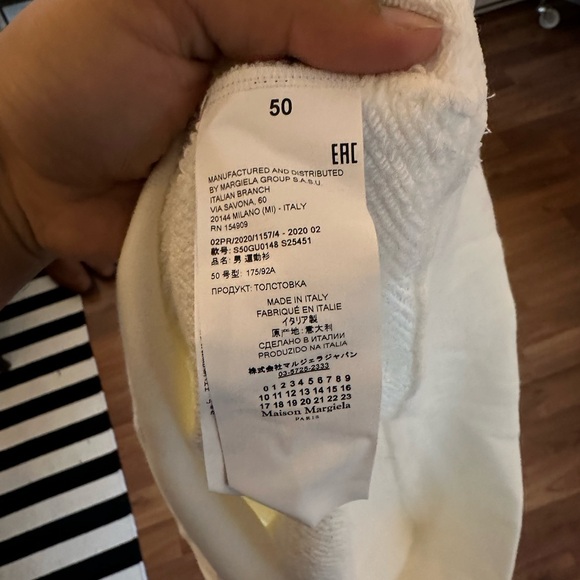 50
EAC
MANUFACTURED AND DISTRIBUTED
BY MARGIELA GROUP S.A.S.U.
ITALIAN BRANCH
VIA SAVONA, 60
20144 MILANO (MI) - ITALY
RN 154909
02PR/2020/1157/4 - 2020 02
款号: S50GU0148 S25451
品名: 男 運動衫
50 号型: 175/92A
ПРОДУКТ: ТОЛСТОВКА
MADE IN ITALY
FABRIQUÉ EN ITALIE
イタリア製
原产地: 意大利
СДЕЛАНО В ИТАЛИИ
PRODUZIDO NA ITALIA
株式会社マルジェラジャパン
03-5725-2333
0 1 2 3 4 5 6 7 8 9
10 11 12 13 14 15 16
17 18 19 20 21 22 23
Maison Margiela
PARIS